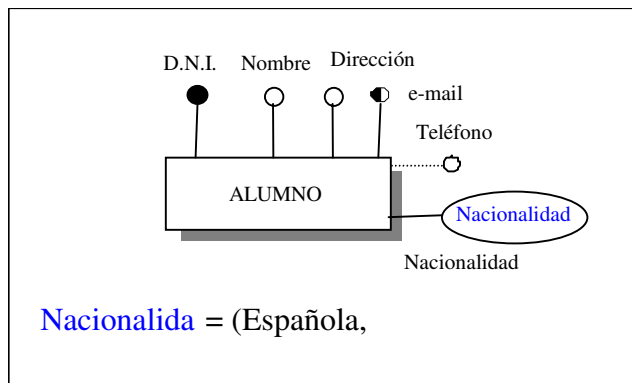 D.N.I. Nombre Dirección
e-mail
Teléfono
ALUMNO
Nacionalidad
Nacionalidad
Nacionalida = (Española,